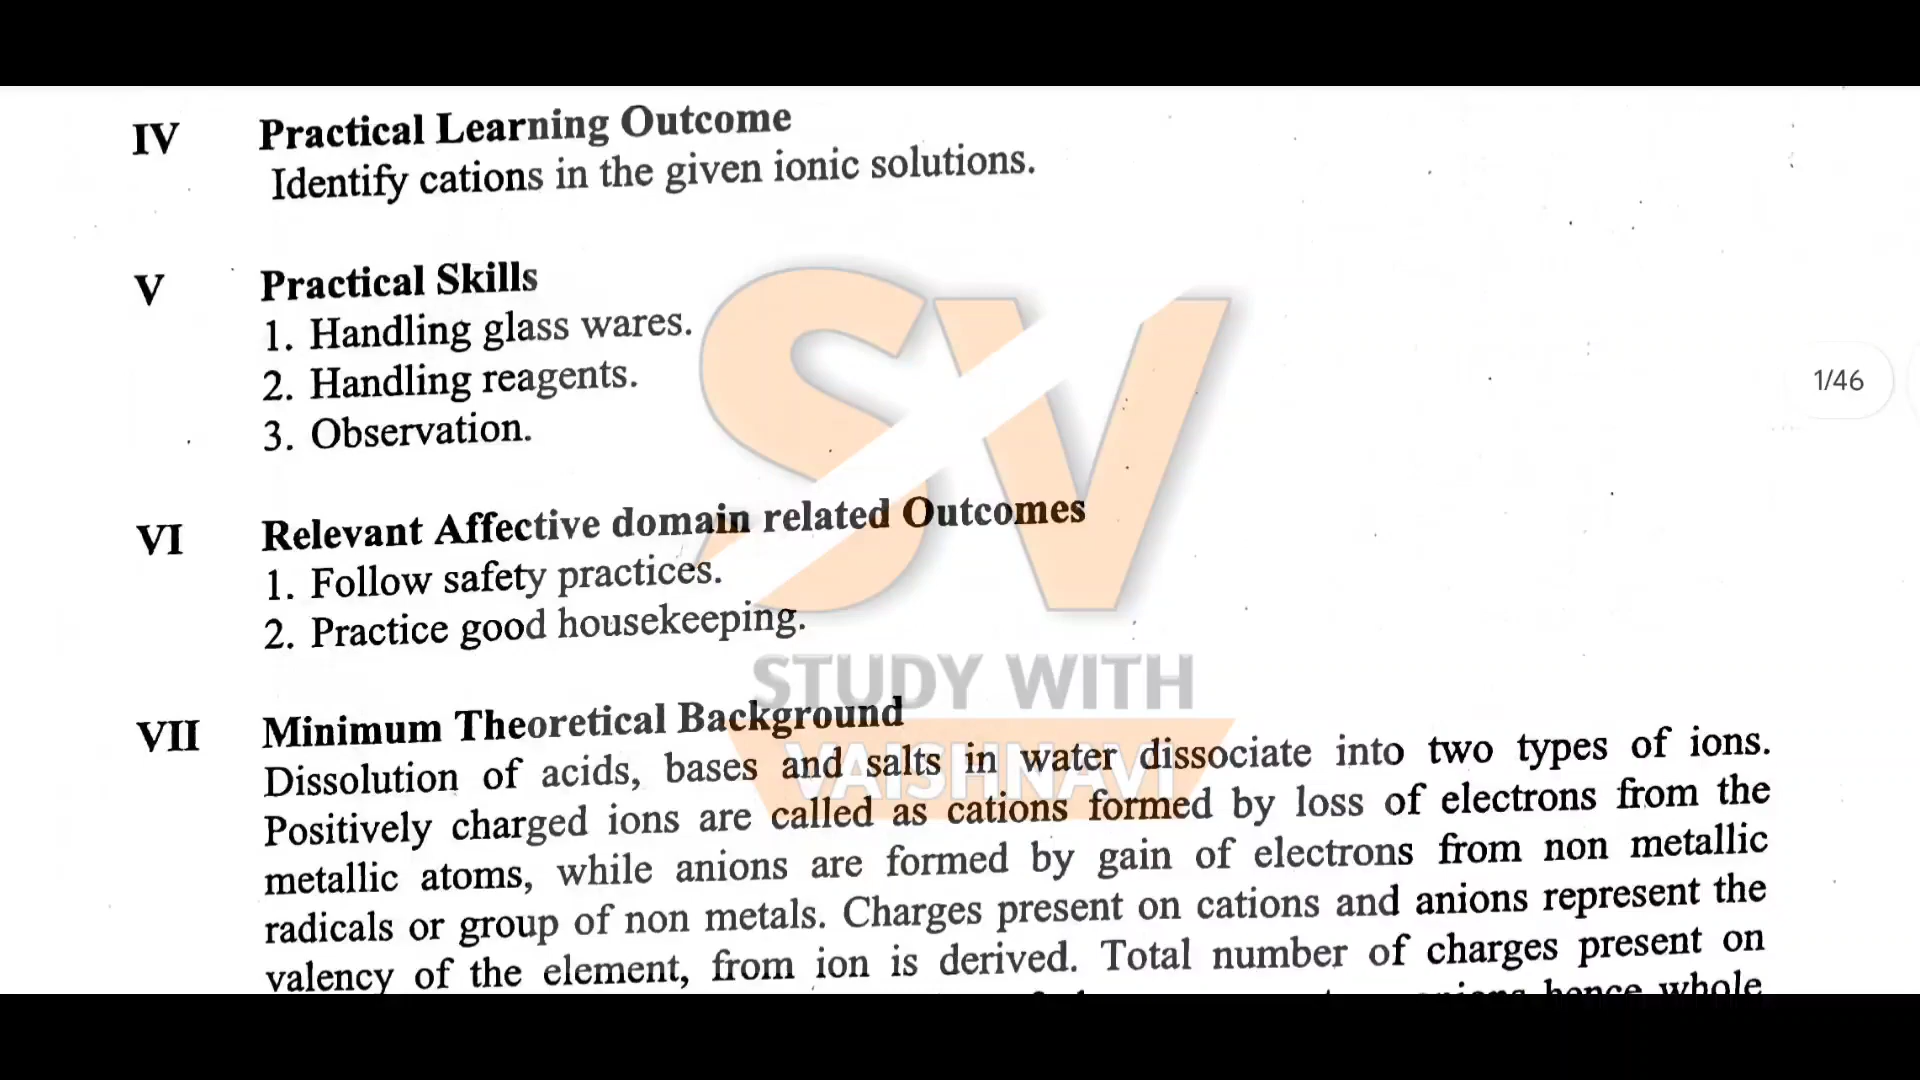 IV Practical Learning Outcome
Identify cations in the given ionic solutions.
V Practical Skills
1. Handling glass wares.
2. Handling reagents.
3. Observation.
1/46
VI Relevant Affective domain related Outcomes
1. Follow safety practices.
2. Practice good housekeeping.
STUDY WITH
VAISHNAVI
VII Minimum Theoretical Background
Dissolution of acids, bases and salts in water dissociate into two types of ions.
Positively charged ions are called as cations formed by loss of electrons from the
metallic atoms, while anions are formed by gain of electrons from non metallic
radicals or group of non metals. Charges present on cations and anions represent the
valency of the element, from ion is derived. Total number of charges present on
hence whole